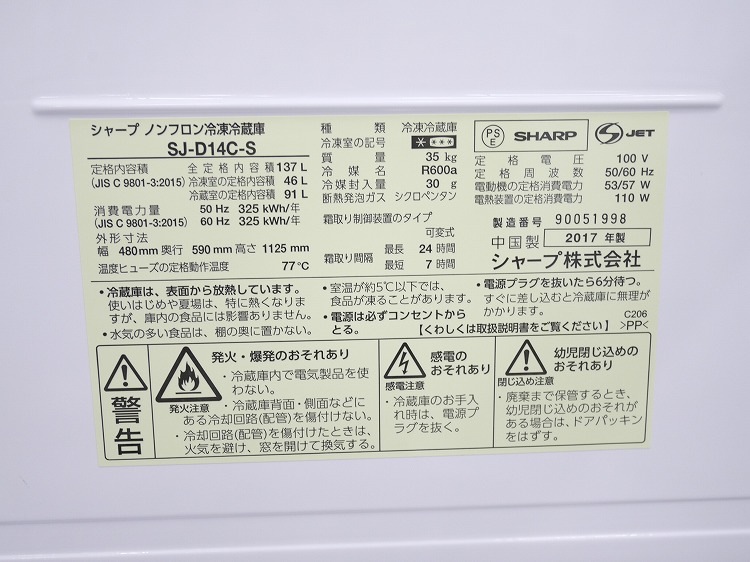 シャープ ノンフロン冷凍冷蔵庫
SJ-D14C-S
定格内容積 全定格内容積 137 L
(JIS C 9801-3:2015) 冷凍室の定格内容積 46 L
冷蔵室の定格内容積 91 L
消費電力量 50 Hz 325 kWh/年
(JIS C 9801-3:2015) 60 Hz 325 kWh/年
外形寸法
幅 480mm 奥行 590mm 高さ 1125 mm
温度ヒューズの定格動作温度 77℃
種類 冷凍冷蔵庫
冷凍室の記号
質量 35 kg
冷媒名 R600a
冷媒封入量 30 g
断熱発泡ガス シクロペンタン
霜取り制御装置のタイプ
可変式
霜取り間隔 最長 24 時間
最短 7 時間
PS
E
SHARP
S JET
定格電圧 100 V
定格周波数 50/60 Hz
電動機の定格消費電力 53/57 W
電熱装置の定格消費電力 110 W
製造番号 90051998
中国製 2017 年製
シャープ株式会社
・冷蔵庫は、表面から放熱しています。
使いはじめや夏場は、特に熱くなりま
すが、庫内の食品には影響ありません。
・水気の多い食品は、棚の奥に置かない。
・室温が約5℃以下では、
食品が凍ることがあります。
・電源は必ずコンセントから
とる。
・電源プラグを抜いたら6分待つ。
すぐに差し込むと冷蔵庫に無理が
かかります。
【くわしくは取扱説明書をご覧ください】
C206
>PP<
警告
発火・爆発のおそれあり
発火注意
・冷蔵庫内で電気製品を使
わない。
・冷蔵庫背面・側面などに
ある冷却回路(配管)を傷付けない。
・冷却回路(配管)を傷付けたときは、
火気を避け、窓を開けて換気する。
感電の
おそれあり
感電注意
・冷蔵庫のお手入
れ時は、電源プ
ラグを抜く。
幼児閉じ込めの
おそれあり
閉じ込め注意
・廃棄まで保管するとき、
幼児閉じ込めのおそれが
ある場合は、ドアパッキン
をはずす。